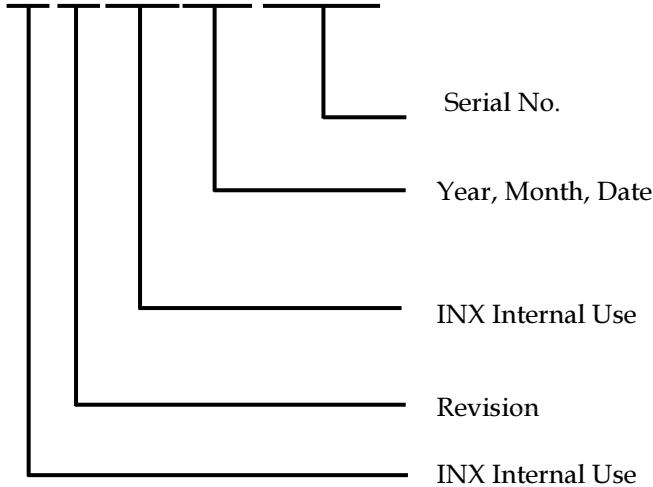 Serial No.
Year, Month, Date
INX Internal Use
Revision
INX Internal Use